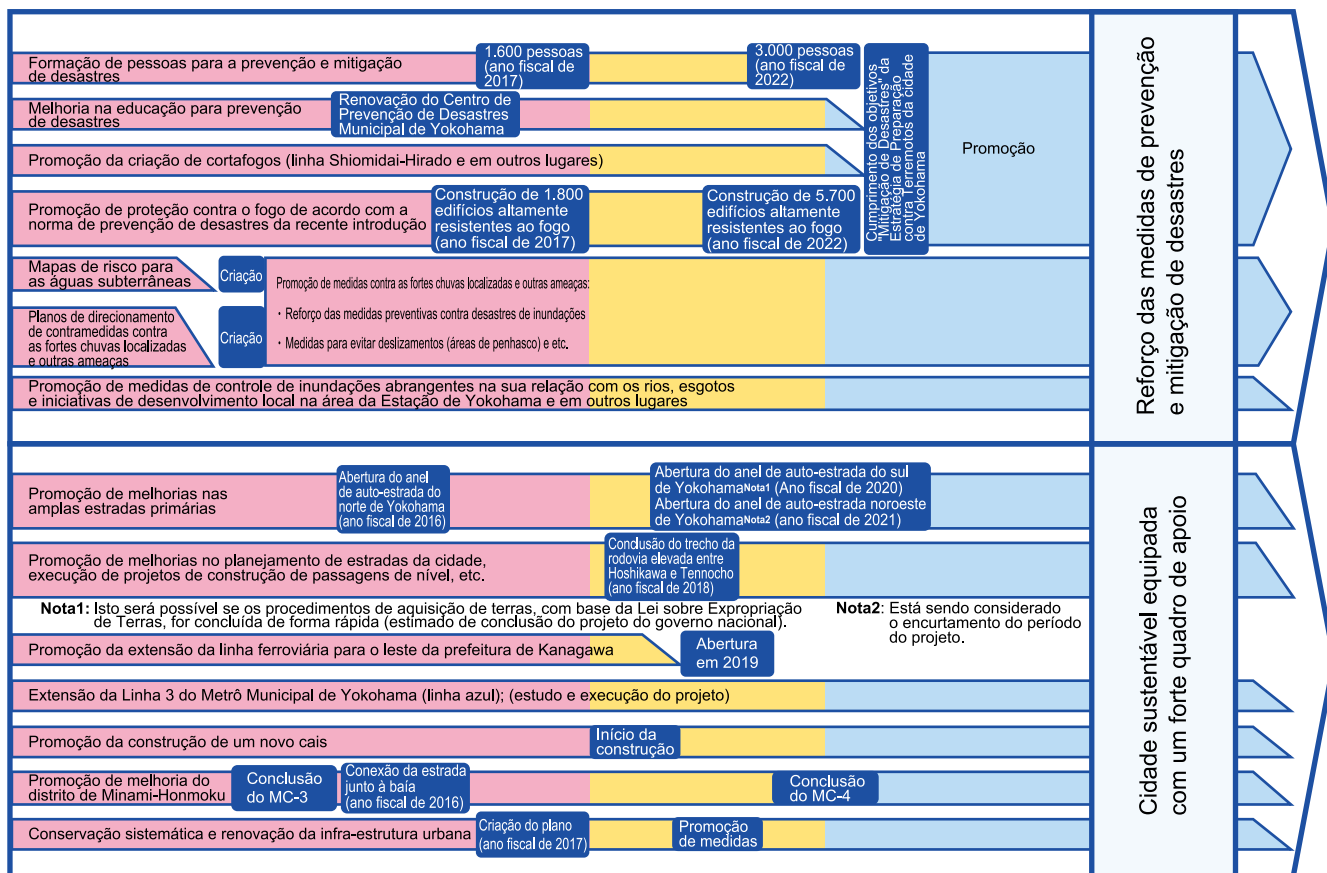 Formação de pessoas para a prevenção e mitigação
de desastres
1.600 pessoas
(ano fiscal de
2017)
3.000 pessoas
(ano fiscal de
2022)
Melhoria na educação para prevenção
de desastres
Renovação do Centro de
Prevenção de Desastres
Municipal de Yokohama
Promoção da criação de cortafogos (linha Shiomidai-Hirado e em outros lugares)
Promoção de proteção contra o fogo de acordo com a
norma de prevenção de desastres da recente introdução
Construção de 1.800
edifícios altamente
resistentes ao fogo
(ano fiscal de 2017)
Construção de 5.700
edifícios altamente
resistentes ao fogo
(ano fiscal de 2022)
Cumprimento dos objetivos
"Mitigação de Desastres" da
Estratégia de Preparação
contra Terremotos da cidade
de Yokohama
Promoção
Mapas de risco para
as águas subterrâneas
Criação
Planos de direcionamento
de contramedidas contra
as fortes chuvas localizadas
e outras ameaças
Criação
Promoção de medidas contra as fortes chuvas localizadas e outras ameaças:
・Reforço das medidas preventivas contra desastres de inundações
・Medidas para evitar deslizamentos (áreas de penhasco) e etc.
Promoção de medidas de controle de inundações abrangentes na sua relação com os rios, esgotos
e iniciativas de desenvolvimento local na área da Estação de Yokohama e em outros lugares
Reforço das medidas de prevenção
e mitigação de desastres
Promoção de melhorias nas
amplas estradas primárias
Abertura do anel
de auto-estrada do
norte de Yokohama
(ano fiscal de 2016)
Abertura do anel de auto-estrada do sul
de YokohamaNota1 (Ano fiscal de 2020)
Abertura do anel de auto-estrada noroeste
de YokohamaNota2 (ano fiscal de 2021)
Promoção de melhorias no planejamento de estradas da cidade,
execução de projetos de construção de passagens de nível, etc.
Conclusão do trecho da
rodovia elevada entre
Hoshikawa e Tennocho
(ano fiscal de 2018)
Nota1: Isto será possível se os procedimentos de aquisição de terras, com base da Lei sobre Expropriação
de Terras, for concluída de forma rápida (estimado de conclusão do projeto do governo nacional).
Nota2: Está sendo considerado
o encurtamento do período
do projeto.
Promoção da extensão da linha ferroviária para o leste da prefeitura de Kanagawa
Abertura
em 2019
Extensão da Linha 3 do Metrô Municipal de Yokohama (linha azul); (estudo e execução do projeto)
Promoção da construção de um novo cais
Início da
construção
Promoção de melhoria do
distrito de Minami-Honmoku
Conclusão
do MC-3
Conexão da estrada
junto à baía
(ano fiscal de 2016)
Conclusão
do MC-4
Conservação sistemática e renovação da infra-estrutura urbana
Criação do plano
(ano fiscal de 2017)
Promoção
de medidas
Cidade sustentável equipada
com um forte quadro de apoio